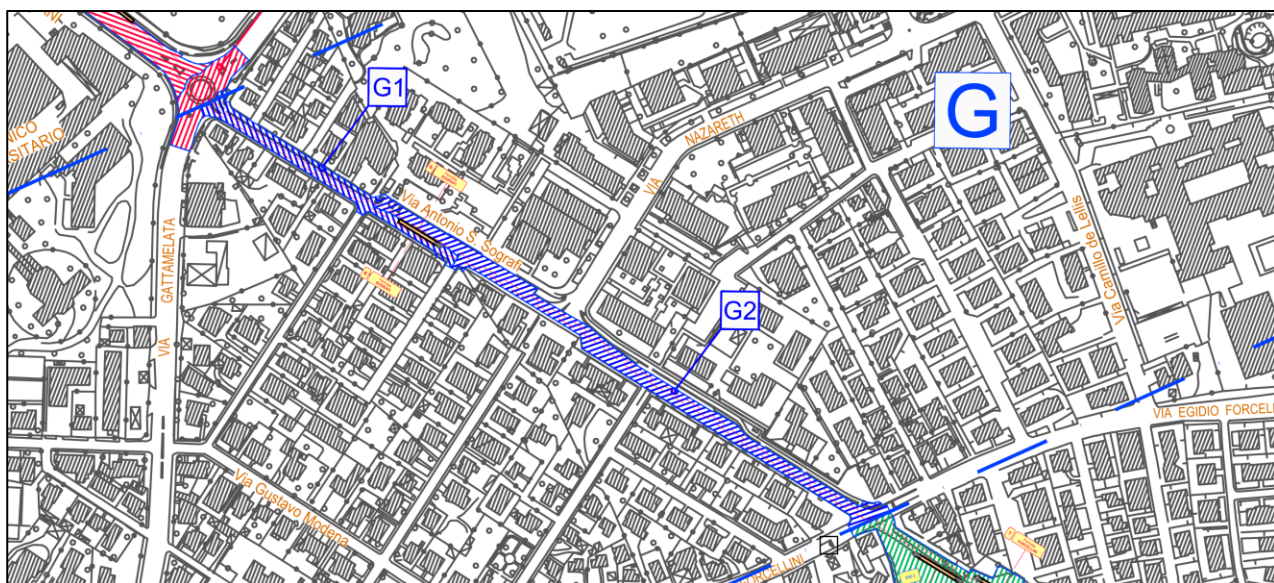 INI
G1
G
NICO
SITARIO
NAZARETH
VIA
Via Antonio S. Sografi
Via Camillo de Lellis
GATTAMELATA
VIA
G2
VIA EGIDIO FORCELL
Via Gustavo Modena
FORCELLINI